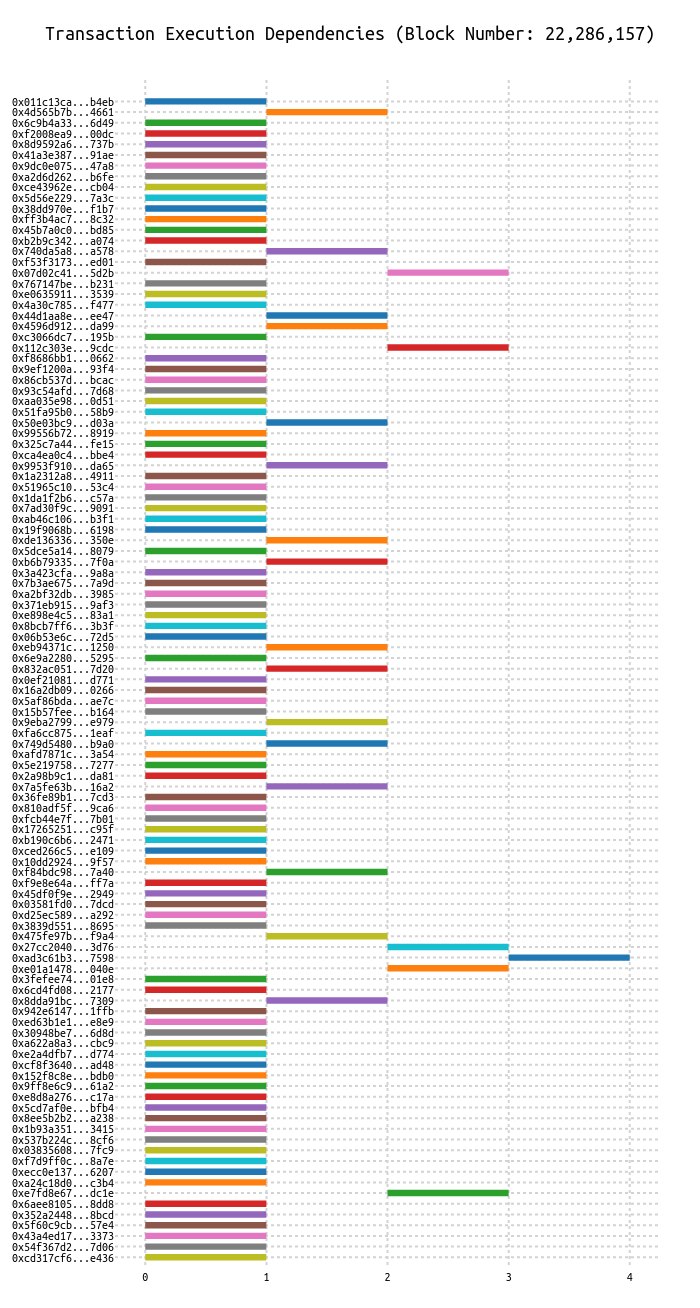 Transaction Execution Dependencies (Block Number: 22,286,157)
0x011c13ca...b4eb
0x4d565b7b...4661
0x6c9b4a33...6d49
0xf2008ea9...00dc
0x8d9592a6...737b
0x41a3e387...91ae
0x9dc0e075...47a8
0xa2d6d262...b6fe
0xce43962e...cb04
0x5d56e229...7a3c
0x38dd970e...f1b7
0xff3b4ac7...8c32
0x45b7a0c0...bd85
0xb2b9c342...a074
0x740da5a8...a578
0xf53f3173...ed01
0x07d02c41...5d2b
0x767147be...b231
0xe0635911...3539
0x4a30c785...f477
0x44d1aa8e...ee47
0x4596d912...da99
0xc3066dc7...195b
0x112c303e...9cdc
0xf8686bb1...0662
0x9ef1200a...93f4
0x86cb537d...bcac
0x93c54afd...7d68
0xaa035e98...0d51
0x51fa95b0...58b9
0x50e03bc9...d03a
0x99556b72...8919
0x325c7a44...fe15
0xca4ea0c4...bbe4
0x9953f910...da65
0x1a2312a8...4911
0x51965c10...53c4
0x1da1f2b6...c57a
0x7ad30f9c...9091
0xab46c106...b3f1
0x19f9068b...6198
0xde136336...350e
0x5dce5a14...8079
0xb6b79335...7f0a
0x3a423cfa...9a8a
0x7b3ae675...7a9d
0xa2bf32db...3985
0x371eb915...9af3
0xe898e4c5...83a1
0x8bcb7ff6...3b3f
0x06b53e6c...72d5
0xeb94371c...1250
0x6e9a2280...5295
0x832ac051...7d20
0x0ef21081...d771
0x16a2db09...0266
0x5af86bda...ae7c
0x15b57fee...b164
0x9eba2799...e979
0xfa6cc875...1eaf
0x749d5480...b9a0
0xafd7871c...3a54
0x5e219758...7277
0x2a98b9c1...da81
0x7a5fe63b...16a2
0x36fe89b1...7cd3
0x810adf5f...9ca6
0xfcb44e7f...7b01
0x17265251...c95f
0xb190c6b6...2471
0xced266c5...e109
0x10dd2924...9f57
0xf84bdc98...7a40
0xf9e8e64a...ff7a
0x45df0f9e...2949
0x03581fd0...7dcd
0xd25ec589...a292
0x3839d551...8695
0x475fe97b...f9a4
0x27cc2040...3d76
0xad3c61b3...7598
0xe01a1478...040e
0x3fefee74...01e8
0x6cd4fd08...2177
0x8dda91bc...7309
0x942e6147...1ffb
0xed63b1e1...e8e9
0x30948be7...6d8d
0xa622a8a3...cbc9
0xe2a4dfb7...d774
0xcf8f3640...ad48
0x152f8c8e...bdb0
0x9ff8e6c9...61a2
0xe8d8a276...c17a
0x5cd7af0e...bfb4
0x8ee5b2b2...a238
0x1b93a351...3415
0x537b224c...8cf6
0x03835608...7fc9
0xf7d9ff0c...8a7e
0xecc0e137...6207
0xa24c18d0...c3b4
0xe7fd8e67...dc1e
0x6aee8105...8dd8
0x352a2448...8bcd
0x5f60c9cb...57e4
0x43a4ed17...3373
0x54f367d2...7d06
0xcd317cf6...e436
0 1 2 3 4